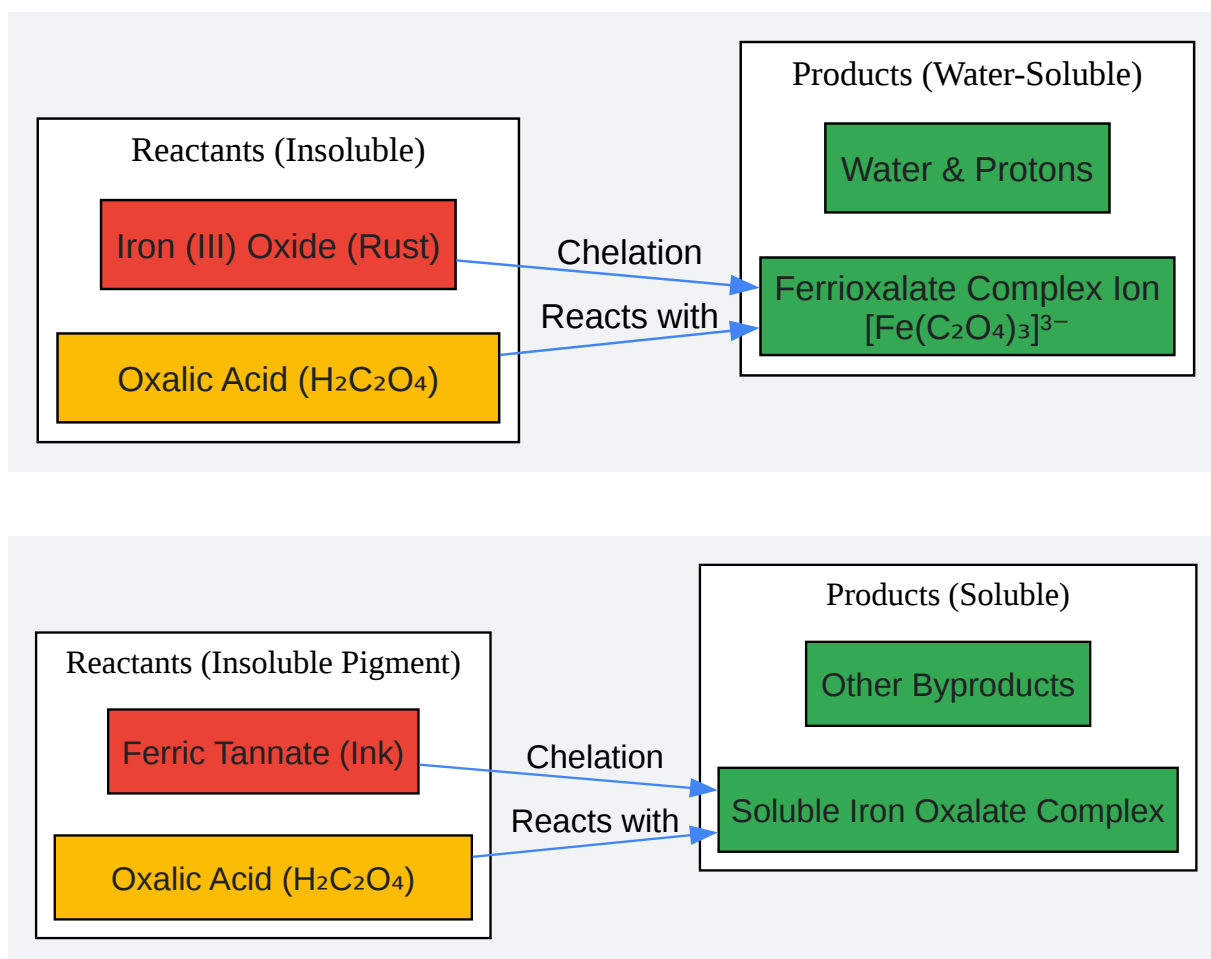 Reactants (Insoluble)
Iron (III) Oxide (Rust)
Oxalic Acid (H₂C₂O₄)
Chelation
Reacts with
Products (Water-Soluble)
Water & Protons
Ferrioxalate Complex Ion
[Fe(C₂O₄)₃]³⁻
Reactants (Insoluble Pigment)
Ferric Tannate (Ink)
Oxalic Acid (H₂C₂O₄)
Chelation
Reacts with
Products (Soluble)
Other Byproducts
Soluble Iron Oxalate Complex